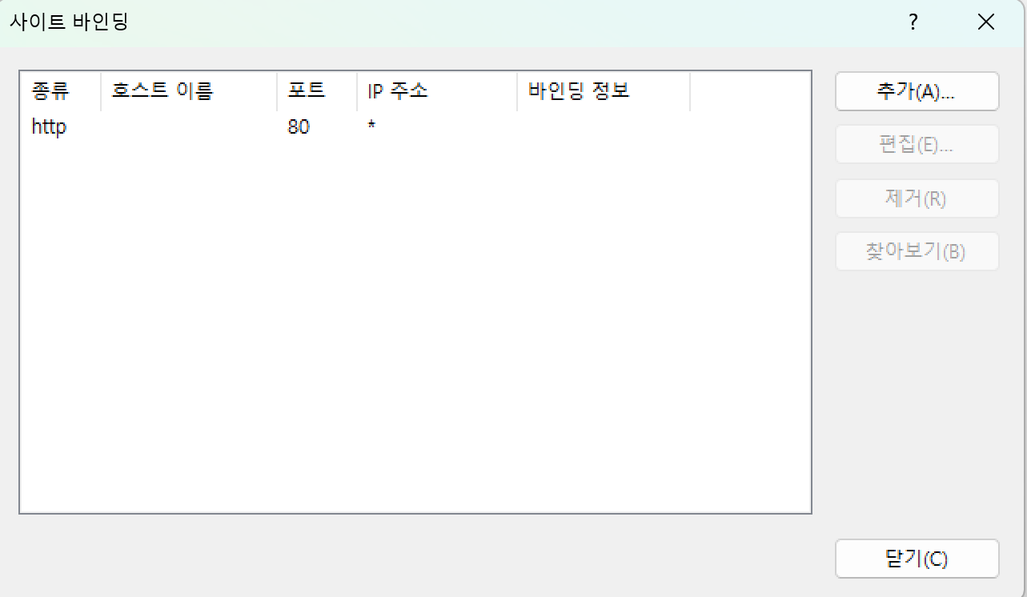 사이트 바인딩 ?
종류 호스트 이름 포트 IP 주소 바인딩 정보
http 80 *
추가(A)...
편집(E)...
제거(R)
찾아보기(B)
닫기(C)